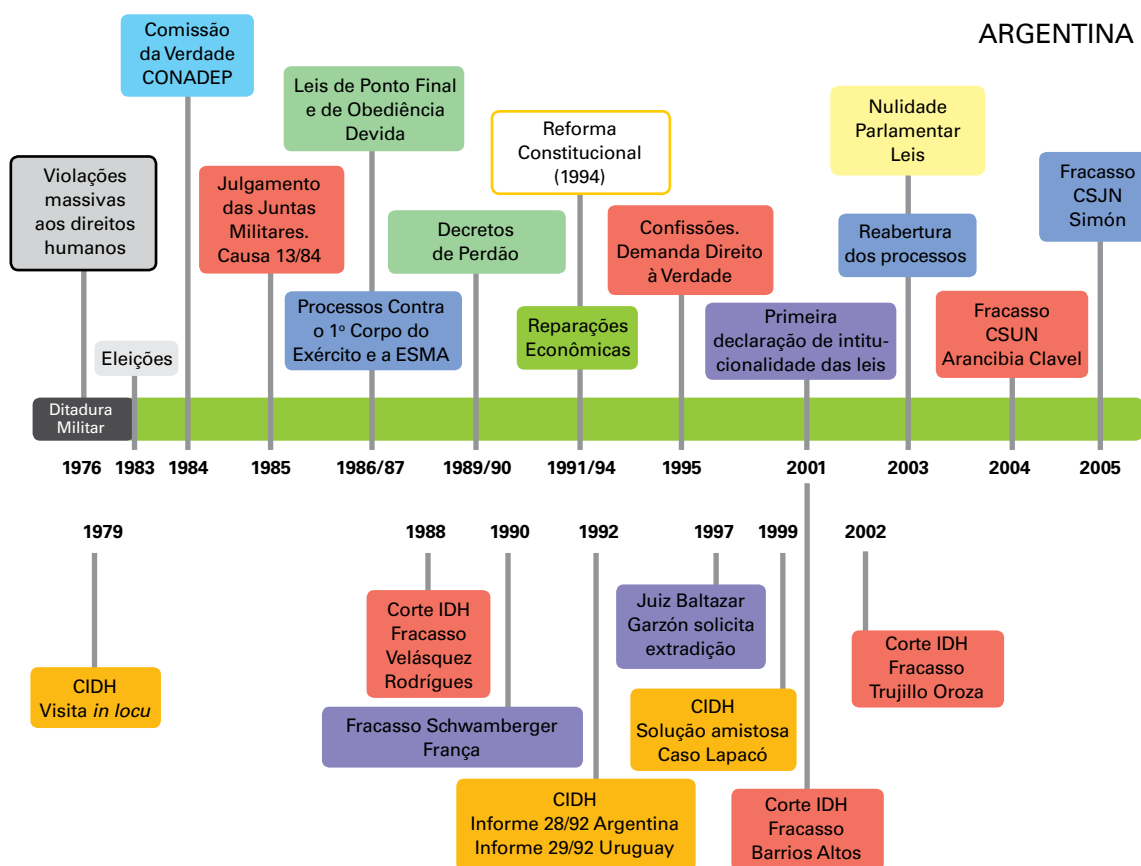 ARGENTINA
Comissão
da Verdade
CONADEP
Leis de Ponto Final
e de Obediência
Devida
Reforma
Constitucional
(1994)
Nulidade
Parlamentar
Leis
Violações
massivas
aos direitos
humanos
Julgamento
das Juntas
Militares.
Causa 13/84
Decretos
de Perdão
Confissões.
Demanda Direito
à Verdade
Reabertura
dos processos
Fracasso
CSJN
Simón
Eleições
Processos Contra
o 1º Corpo do
Exército e a ESMA
Reparações
Econômicas
Primeira
declaração de intitu-
cionalidade das leis
Fracasso
CSUN
Arancibia Clavel
Ditadura
Militar
1976 1983 1984 1985 1986/87 1989/90 1991/94 1995 2001 2003 2004 2005
1979 1988 1990 1992 1997 1999 2002
CIDH
Visita in locu
Corte IDH
Fracasso
Velásquez
Rodrígues
Fracasso Schwamberger
França
CIDH
Informe 28/92 Argentina
Informe 29/92 Uruguay
Juiz Baltazar
Garzón solicita
extradição
CIDH
Solução amistosa
Caso Lapacó
Corte IDH
Fracasso
Barrios Altos
Corte IDH
Fracasso
Trujillo Oroza